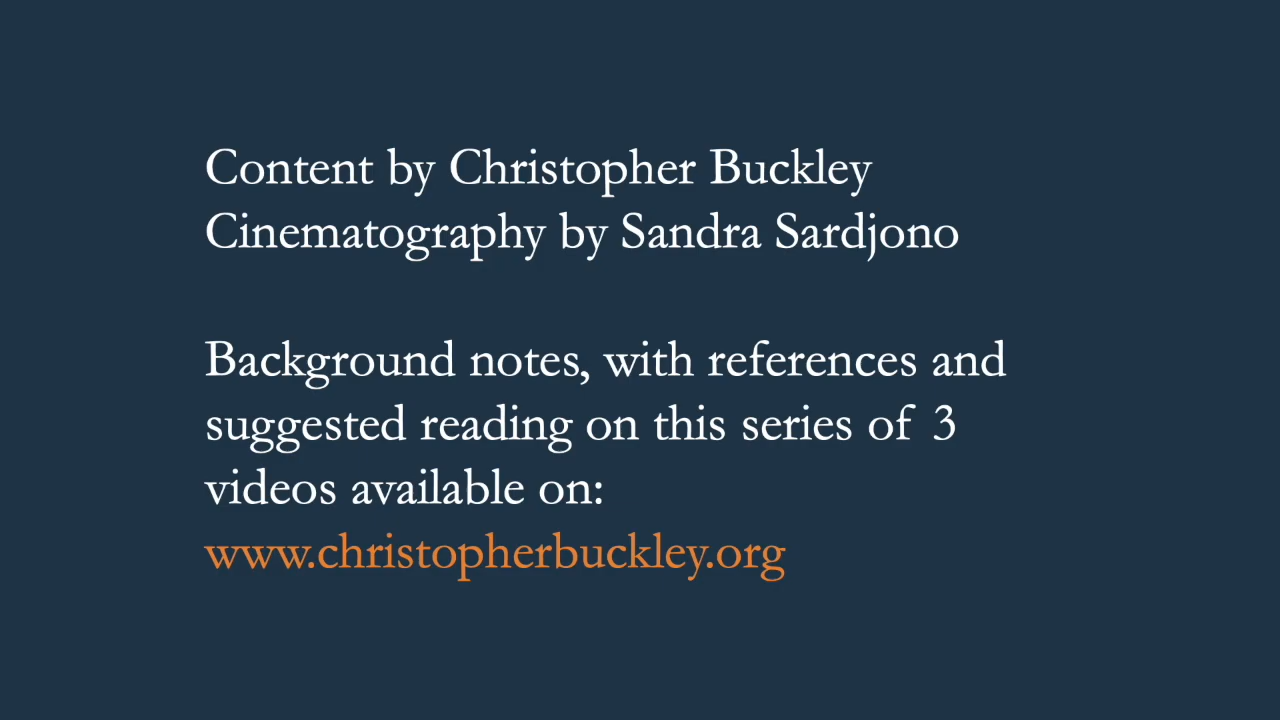 Content by Christopher Buckley
Cinematography by Sandra Sardjono
Background notes, with references and
suggested reading on this series of 3
videos available on:
www.christopherbuckley.org